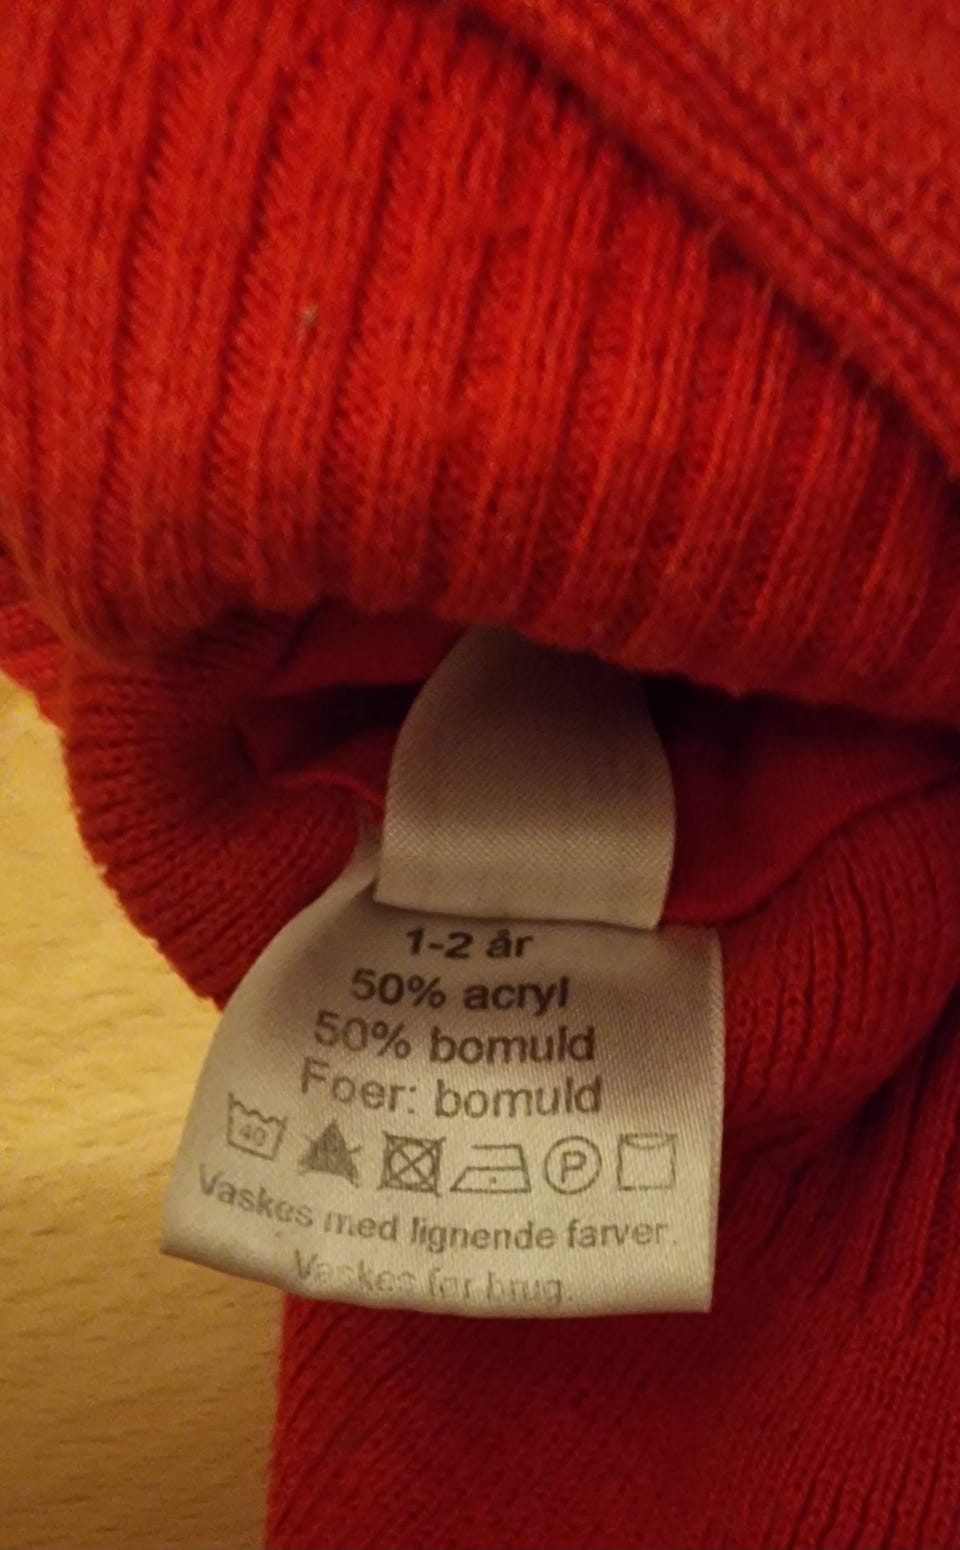 1-2 år
50% acryl
50% bomuld
Foer: bomuld
40 P
Vaskes med lignende farver.
Vaskes før brug.